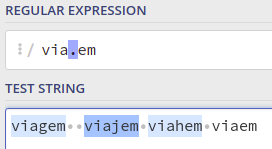 REGULAR EXPRESSION
/ via.em
TEST STRING
viagem··viajem·viahem·viaem